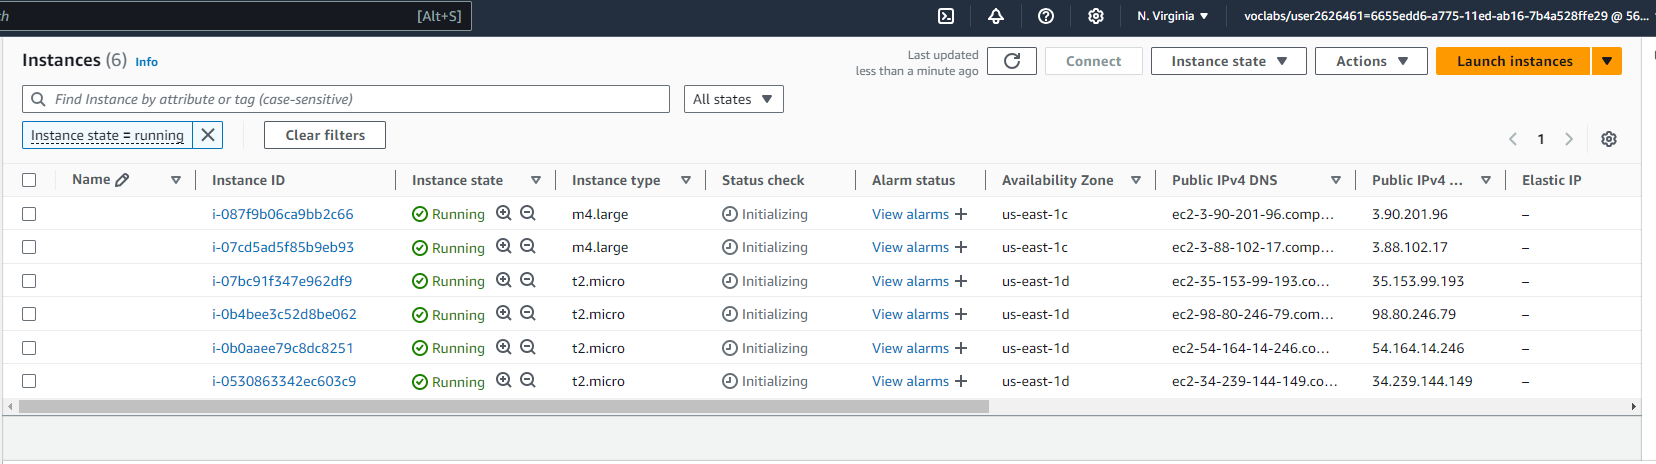 [Alt+S] N. Virginia voclabs/user2626461=6655edd6-a775-11ed-ab16-7b4a528ffe29 @ 56...
Instances (6) Info
Last updated
less than a minute ago
Connect Instance state Actions Launch instances
Find Instance by attribute or tag (case-sensitive) All states
Instance state = running Clear filters
1
Name Instance ID Instance state Instance type Status check Alarm status Availability Zone Public IPv4 DNS Public IPv4 ... Elastic IP
i-087f9b06ca9bb2c66 Running m4.large Initializing View alarms + us-east-1c ec2-3-90-201-96.comp... 3.90.201.96 –
i-07cd5ad5f85b9eb93 Running m4.large Initializing View alarms + us-east-1c ec2-3-88-102-17.comp... 3.88.102.17 –
i-07bc91f347e962df9 Running t2.micro Initializing View alarms + us-east-1d ec2-35-153-99-193.co... 35.153.99.193 –
i-0b4bee3c52d8be062 Running t2.micro Initializing View alarms + us-east-1d ec2-98-80-246-79.com... 98.80.246.79 –
i-0b0aaee79c8dc8251 Running t2.micro Initializing View alarms + us-east-1d ec2-54-164-14-246.co... 54.164.14.246 –
i-0530863342ec603c9 Running t2.micro Initializing View alarms + us-east-1d ec2-34-239-144-149.co... 34.239.144.149 –